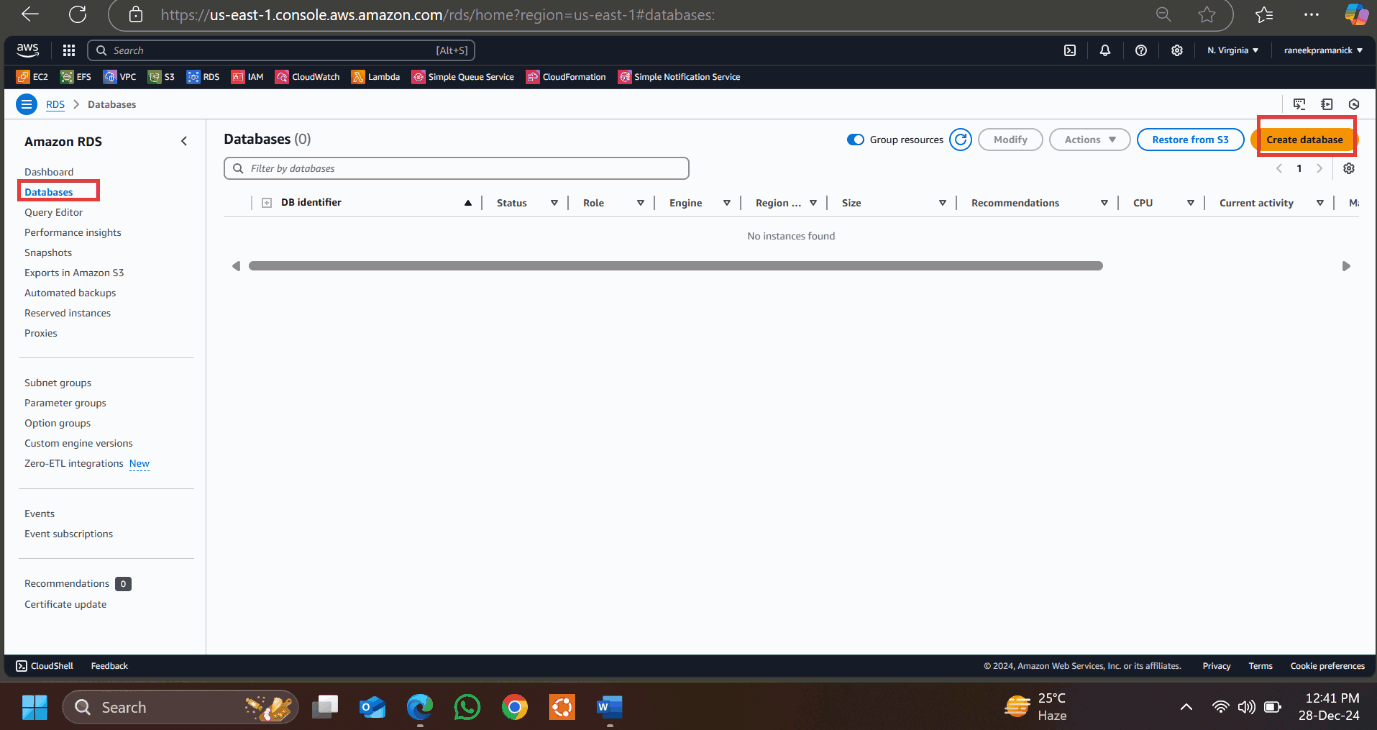 https://us-east-1.console.aws.amazon.com/rds/home?region=us-east-1#databases:
aws Search [Alt+S] N. Virginia raneekpramanick
EC2 EFS VPC S3 RDS IAM CloudWatch Lambda Simple Queue Service CloudFormation Simple Notification Service
RDS > Databases
Amazon RDS
Dashboard
Databases
Query Editor
Performance insights
Snapshots
Exports in Amazon S3
Automated backups
Reserved instances
Proxies
Subnet groups
Parameter groups
Option groups
Custom engine versions
Zero-ETL integrations New
Events
Event subscriptions
Recommendations 0
Certificate update
Databases (0) Group resources Modify Actions Restore from S3 Create database
Filter by databases 1
DB identifier Status Role Engine Region ... Size Recommendations CPU Current activity
No instances found
CloudShell Feedback © 2024, Amazon Web Services, Inc. or its affiliates. Privacy Terms Cookie preferences
Search 25°C 12:41 PM
Haze 28-Dec-24